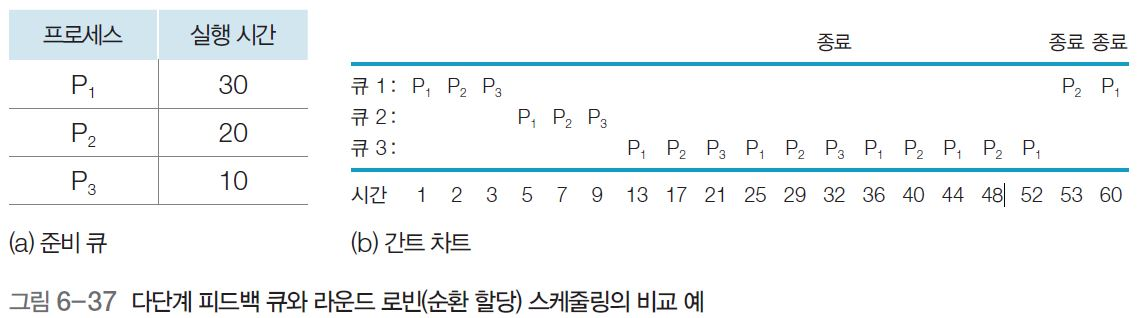 프로세스 실행 시간
P₁ 30
P₂ 20
P₃ 10
(a) 준비 큐
종료 종료 종료
큐 1 : P₁ P₂ P₃ P₂ P₁
큐 2 : P₁ P₂ P₃
큐 3 : P₁ P₂ P₃ P₁ P₂ P₃ P₁ P₂ P₁ P₂ P₁
시간 1 2 3 5 7 9 13 17 21 25 29 32 36 40 44 48 52 53 60
(b) 간트 차트
그림 6-37 다단계 피드백 큐와 라운드 로빈(순환 할당) 스케줄링의 비교 예